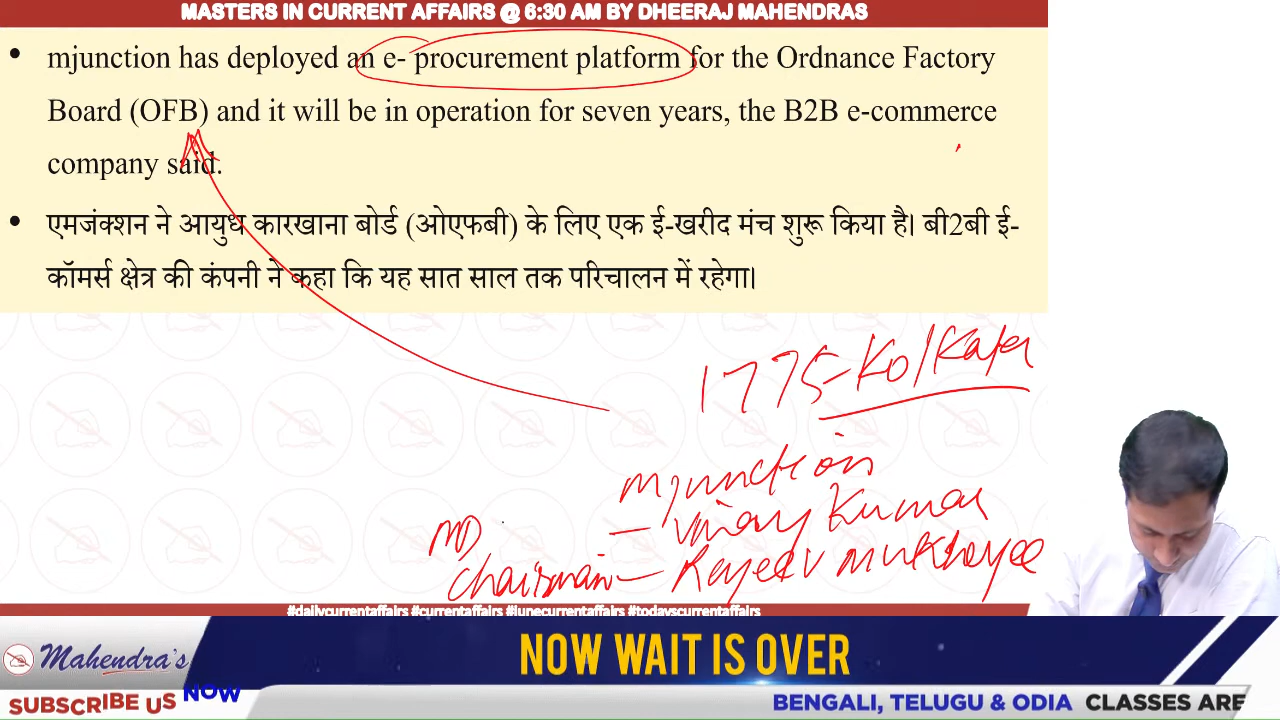 MASTERS IN CURRENT AFFAIRS @ 6:30 AM BY DHEERAJ MAHENDRAS
• mjunction has deployed an e- procurement platform for the Ordnance Factory
Board (OFB) and it will be in operation for seven years, the B2B e-commerce
company said.
• एमजंक्शन ने आयुध कारखाना बोर्ड (ओएफबी) के लिए एक ई-खरीद मंच शुरू किया है। बी2बी ई-
कॉमर्स क्षेत्र की कंपनी ने कहा कि यह सात साल तक परिचालन में रहेगा।
1775-Kolkata
mjunction
MD — Vinay Kumar
Chairman — Rajeev Mukherjee
#dailycurrentaffairs #currentaffairs #junecurrentaffairs #todayscurrentaffairs
Mahendra's
NOW WAIT IS OVER
SUBSCRIBE US NOW
BENGALI, TELUGU & ODIA CLASSES ARE